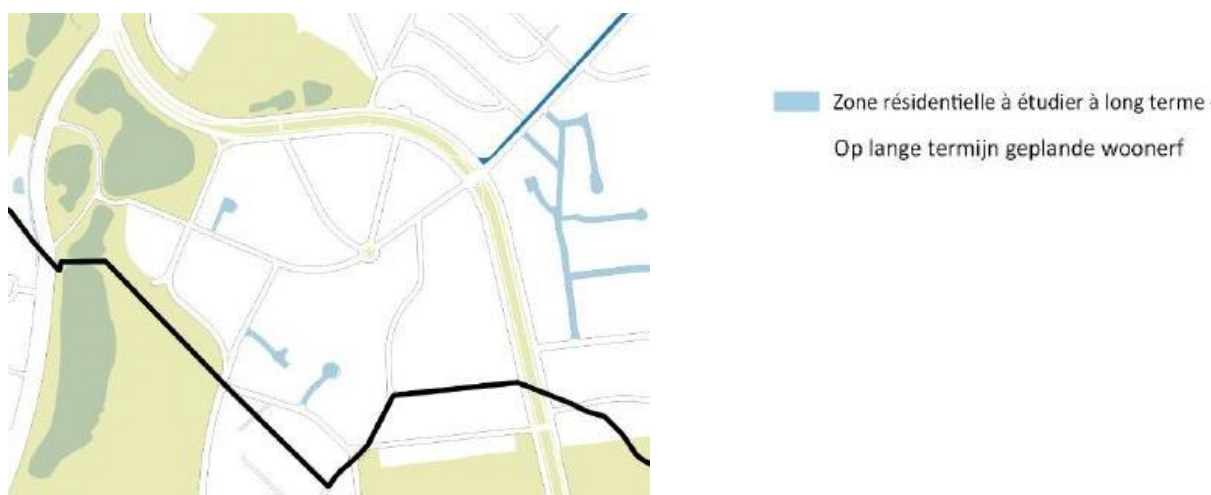 Zone résidentielle à étudier à long terme -
Op lange termijn geplande woonerf